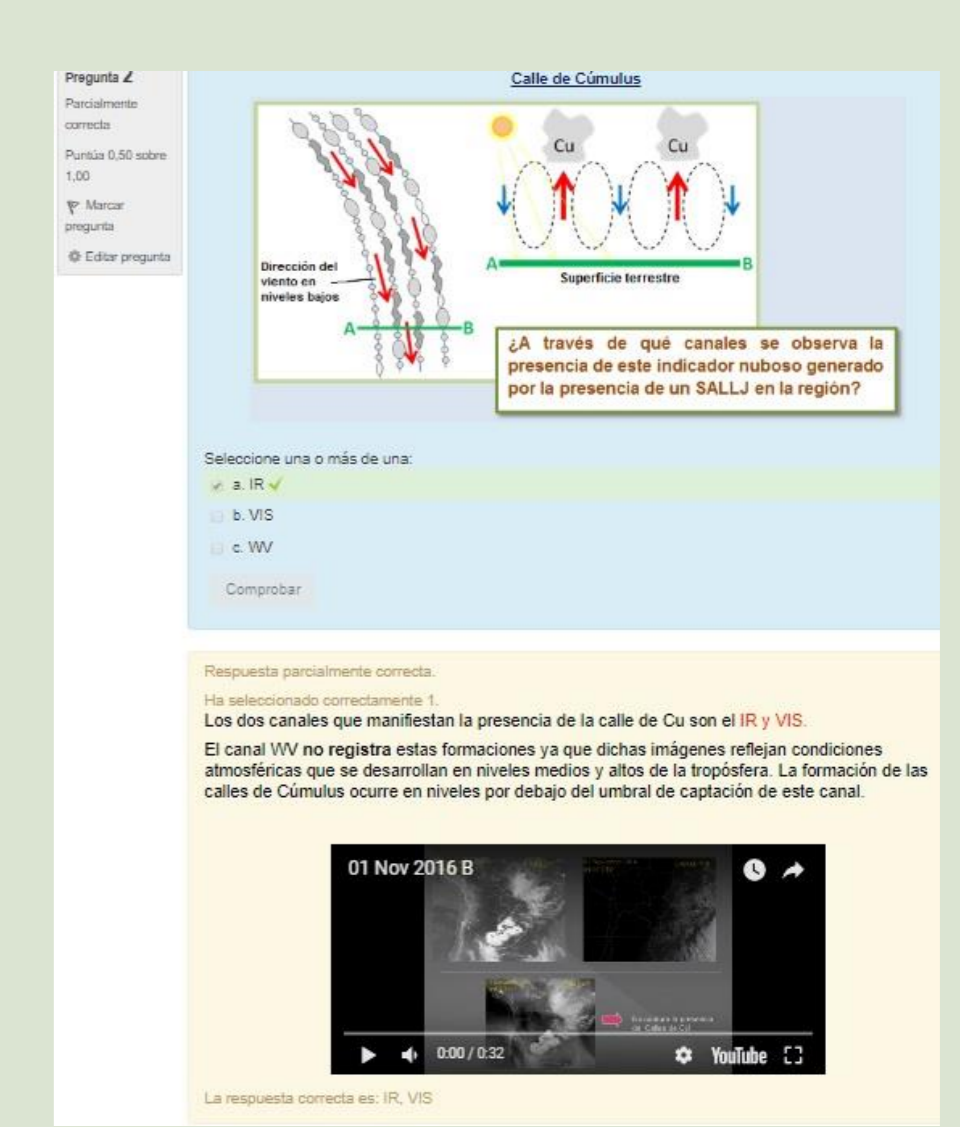 Pregunta 2
Parcialmente
correcta
Puntúa 0,50 sobre
1,00
Marcar
pregunta
Editar pregunta
Calle de Cúmulus
Dirección del
viento en
niveles bajos
A
B
Cu
Cu
A
B
Superficie terrestre
¿A través de qué canales se observa la
presencia de este indicador nuboso generado
por la presencia de un SALLJ en la región?
Seleccione una o más de una:
a. IR
b. VIS
c. WV
Comprobar
Respuesta parcialmente correcta.
Ha seleccionado correctamente 1.
Los dos canales que manifiestan la presencia de la calle de Cu son el IR y VIS.
El canal WV no registra estas formaciones ya que dichas imágenes reflejan condiciones
atmosféricas que se desarrollan en niveles medios y altos de la tropósfera. La formación de las
calles de Cúmulus ocurre en niveles por debajo del umbral de captación de este canal.
01 Nov 2016 B
0:00 / 0:32
YouTube
La respuesta correcta es: IR, VIS